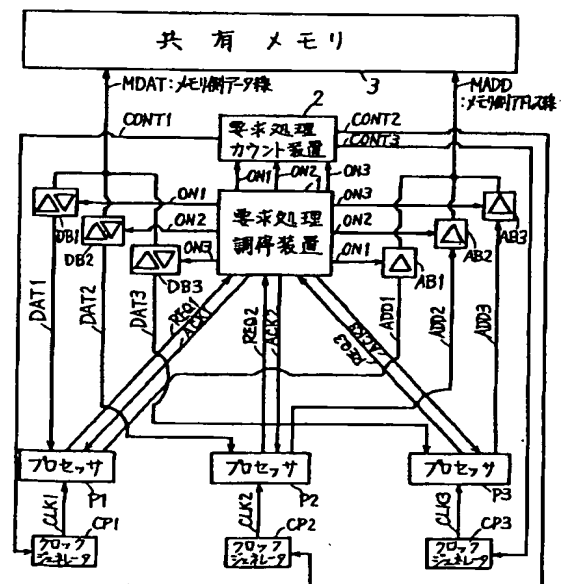 共有メモリ
3
MDAT:メモリ側データ線
MADD
:メモリ側アドレス線
CONT1
2
要求処理
カウント装置
CONT2
CONT3
ON1
ON2
ON3
1
要求処理
調停装置
ON1
ON2
ON3
ON3
ON2
ON1
DB1
DB2
DB3
AB1
AB2
AB3
DAT1
DAT2
DAT3
REQ1
ACK1
REQ2
ACK2
REQ3
ACK3
ADD1
ADD2
ADD3
プロセッサ
P1
プロセッサ
P2
プロセッサ
P3
CLK1
CLK2
CLK3
クロック
ジェネレータ
CP1
クロック
ジェネレータ
CP2
クロック
ジェネレータ
CP3